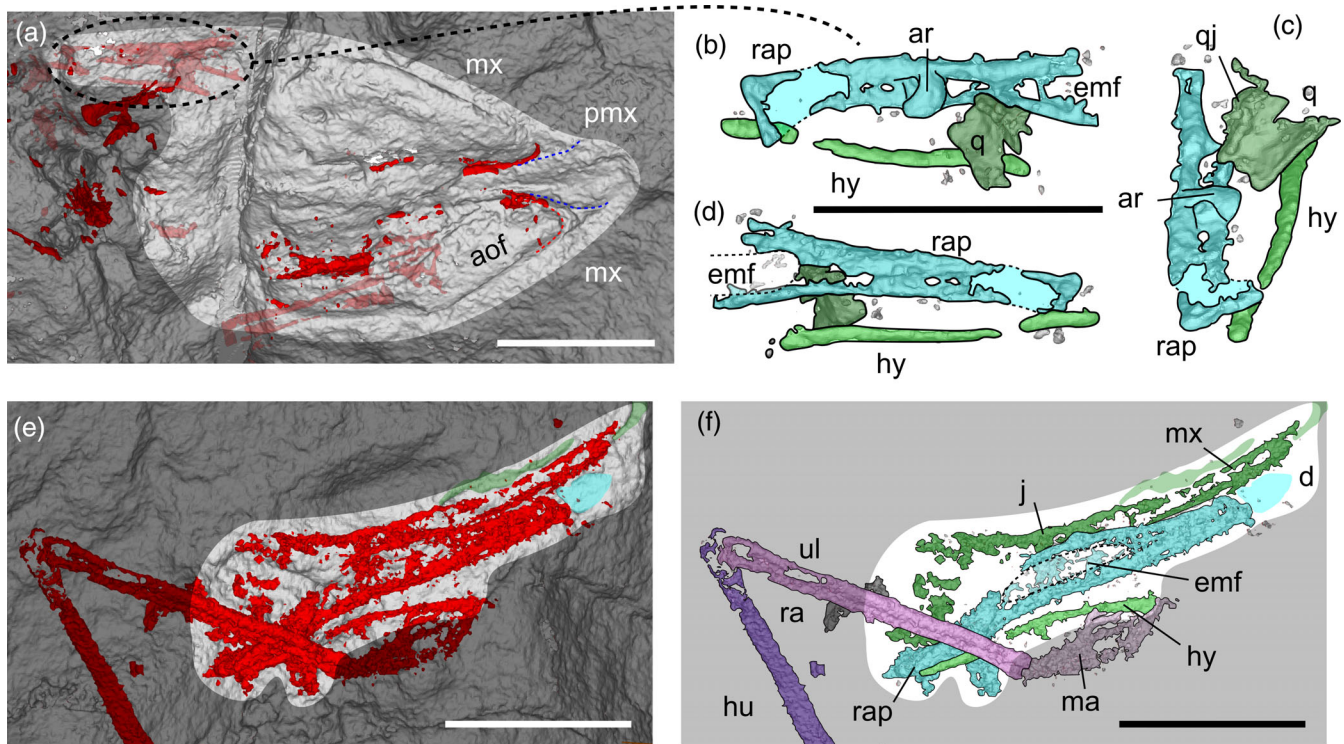 (a)
mx
pmx
aof
mx
(b)
rap
ar
emf
q
hy
(c)
qj
q
ar
hy
rap
(d)
rap
emf
hy
(e)
(f)
mx
d
j
ul
emf
ra
hy
rap
ma
hu